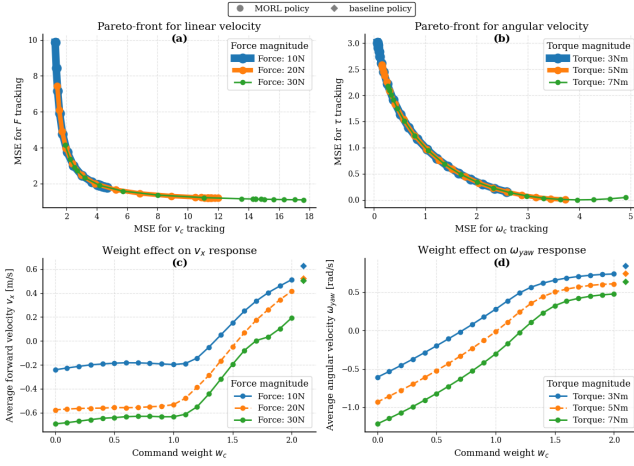 MORL policy baseline policy
Pareto-front for linear velocity
(a)
Force magnitude
Force: 10N
Force: 20N
Force: 30N
MSE for F tracking
10
8
6
4
2
2 4 6 8 10 12 14 16
MSE for v_c tracking
Pareto-front for angular velocity
(b)
Torque magnitude
Torque: 3Nm
Torque: 5Nm
Torque: 7Nm
MSE for τ tracking
3.0
2.5
2.0
1.5
1.0
0.5
0.0
0 1 2 3 4 5
MSE for ω_c tracking
Weight effect on v_x response
(c)
Force magnitude
Force: 10N
Force: 20N
Force: 30N
Average forward velocity v_x [m/s]
0.6
0.4
0.2
0.0
−0.2
−0.4
−0.6
0.0 0.5 1.0 1.5 2.0
Command weight w_c
Weight effect on ω_yaw response
(d)
Torque magnitude
Torque: 3Nm
Torque: 5Nm
Torque: 7Nm
Average angular velocity ω_yaw [rad/s]
0.5
0.0
−0.5
−1.0
0.0 0.5 1.0 1.5 2.0
Command weight w_c